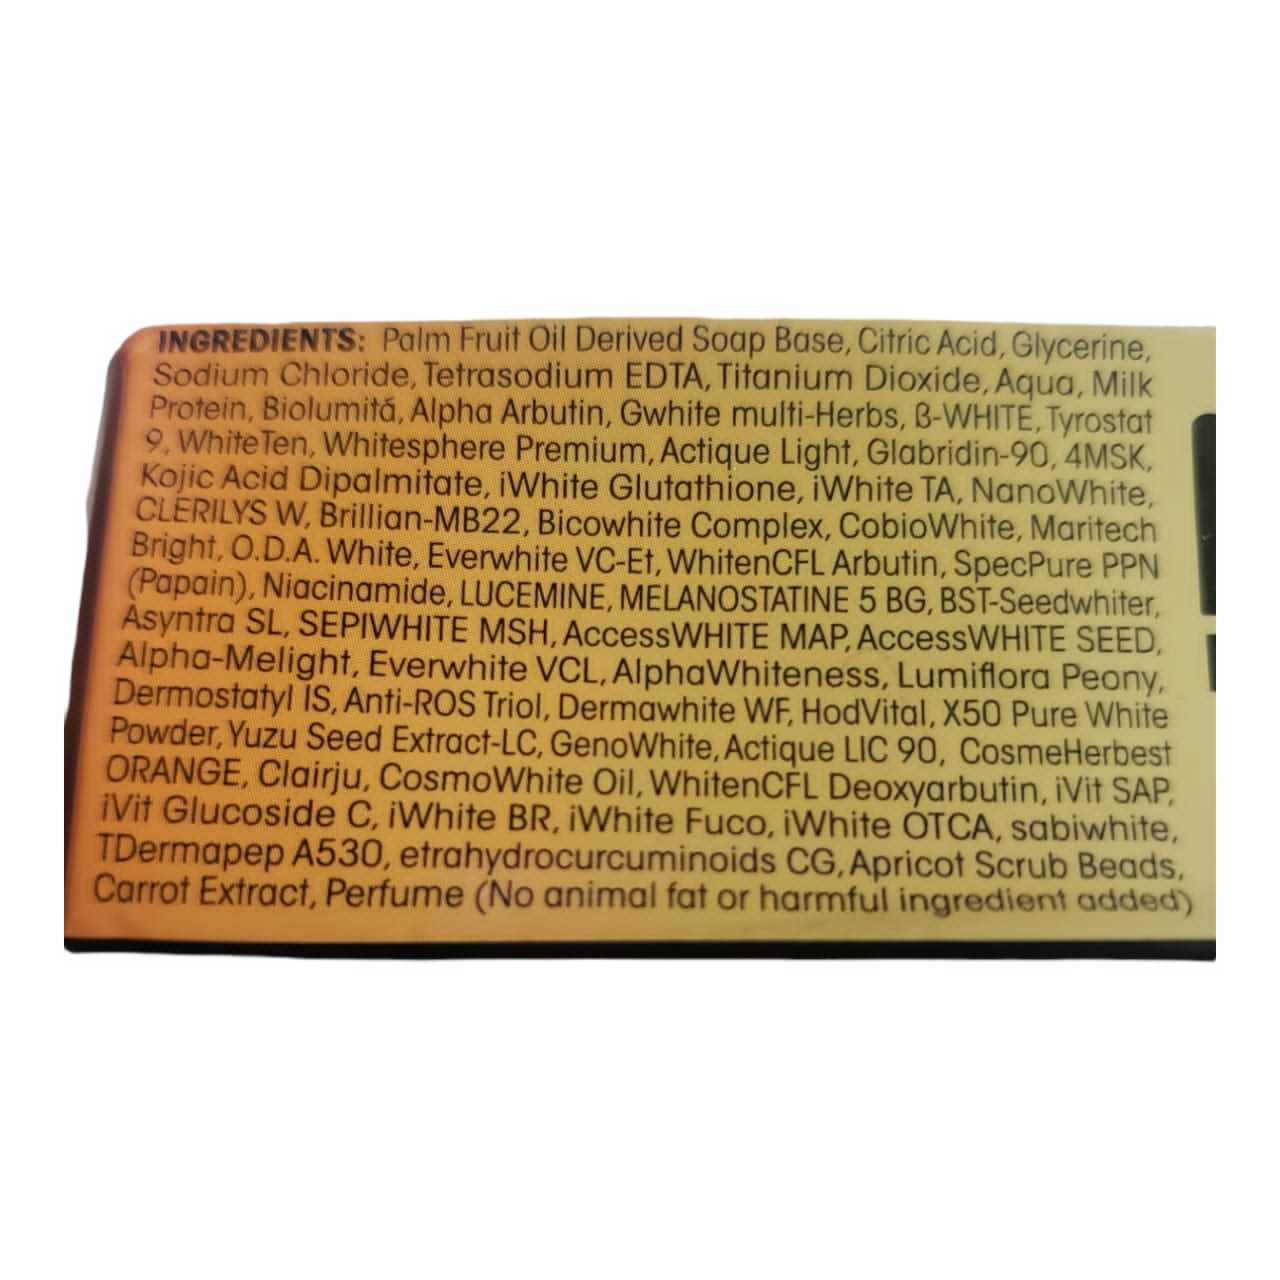 INGREDIENTS: Palm Fruit Oil Derived Soap Base, Citric Acid, Glycerine,
Sodium Chloride, Tetrasodium EDTA, Titanium Dioxide, Aqua, Milk
Protein, Biolumitá, Alpha Arbutin, Gwhite multi-Herbs, ß-WHITE, Tyrostat
9, WhiteTen, Whitesphere Premium, Actique Light, Glabridin-90, 4MSK,
Kojic Acid Dipalmitate, iWhite Glutathione, iWhite TA, NanoWhite,
CLERILYS W, Brillian-MB22, Bicowhite Complex, CobioWhite, Maritech
Bright, O.D.A. White, Everwhite VC-Et, WhitenCFL Arbutin, SpecPure PPN
(Papain), Niacinamide, LUCEMINE, MELANOSTATINE 5 BG, BST-Seedwhiter,
Asyntra SL, SEPIWHITE MSH, AccessWHITE MAP, AccessWHITE SEED,
Alpha-Melight, Everwhite VCL, AlphaWhiteness, Lumiflora Peony,
Dermostatyl IS, Anti-ROS Triol, Dermawhite WF, HodVital, X50 Pure White
Powder, Yuzu Seed Extract-LC, GenoWhite, Actique LIC 90, CosmeHerbest
ORANGE, Clairju, CosmoWhite Oil, WhitenCFL Deoxyarbutin, iVit SAP,
iVit Glucoside C, iWhite BR, iWhite Fuco, iWhite OTCA, sabiwhite,
TDermapep A530, etrahydrocurcuminoids CG, Apricot Scrub Beads,
Carrot Extract, Perfume (No animal fat or harmful ingredient added)